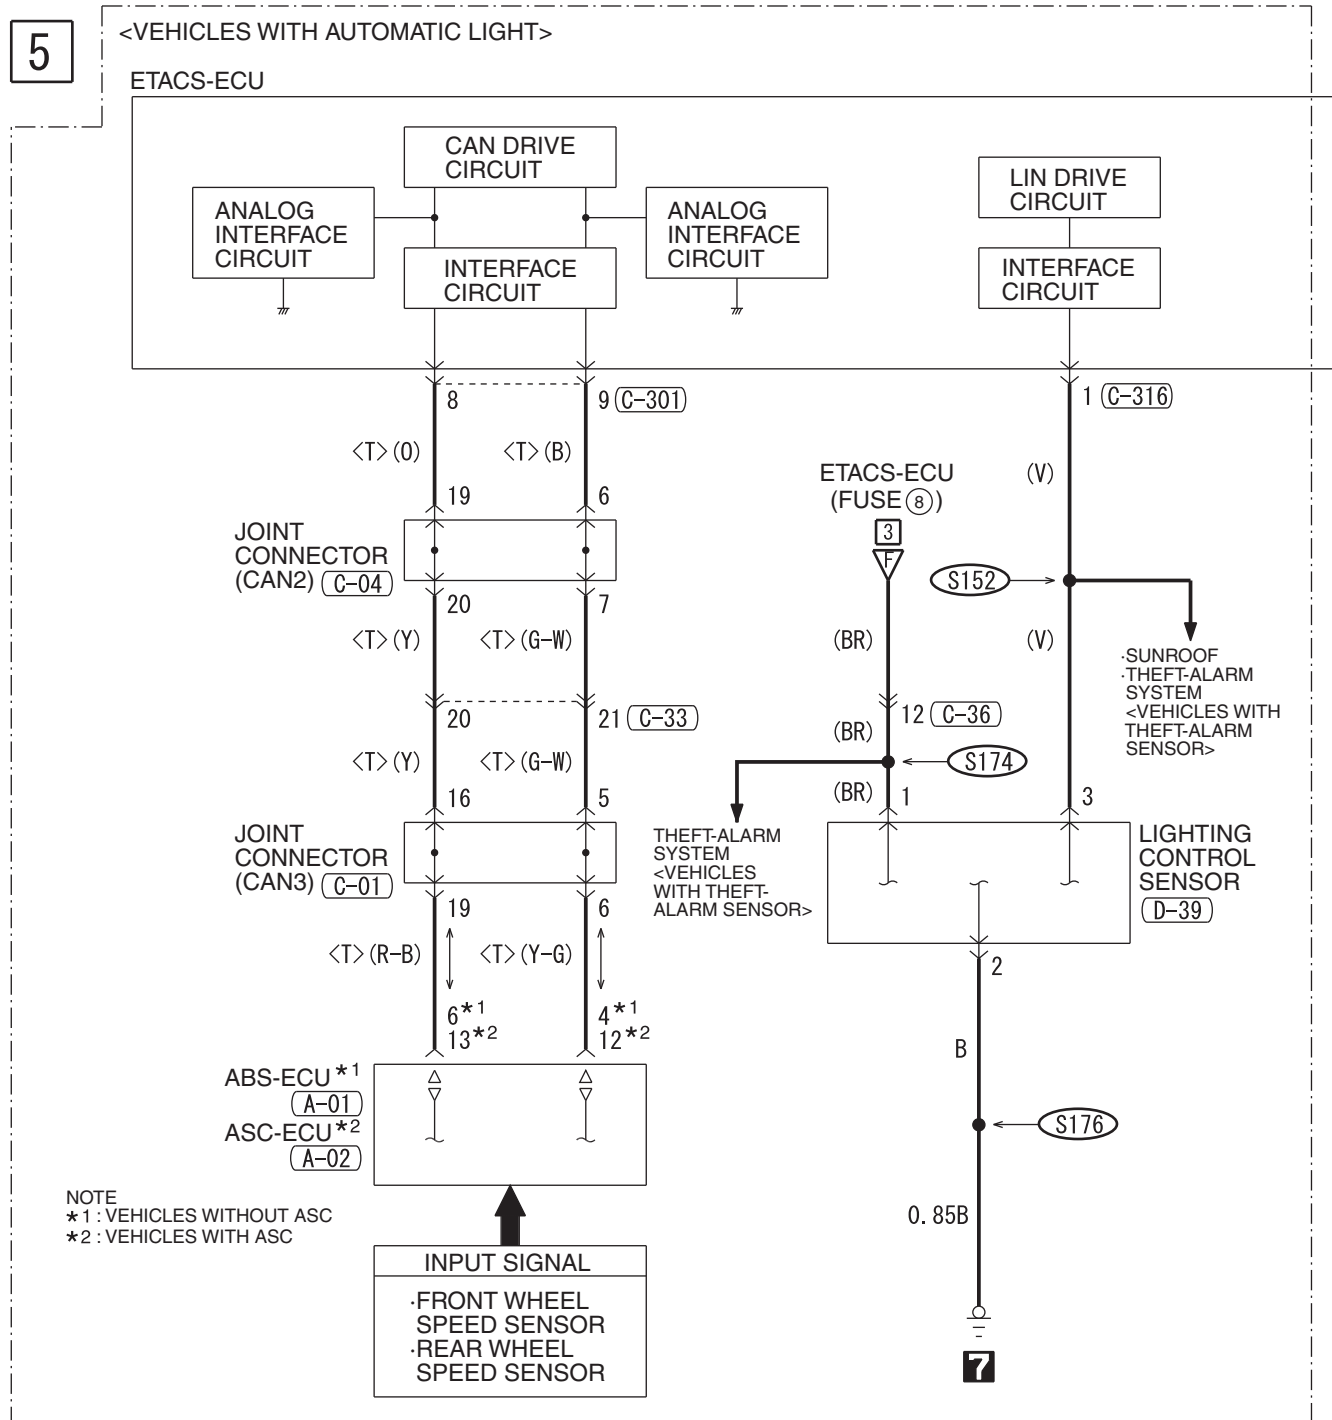 5
<VEHICLES WITH AUTOMATIC LIGHT>
ETACS-ECU
CAN DRIVE
CIRCUIT
ANALOG
INTERFACE
CIRCUIT
INTERFACE
CIRCUIT
ANALOG
INTERFACE
CIRCUIT
LIN DRIVE
CIRCUIT
INTERFACE
CIRCUIT
8
9 C-301
1 C-316
<T>(O)
<T>(B)
(V)
19
6
ETACS-ECU
(FUSE 8)
3
F
JOINT
CONNECTOR
(CAN2) C-04
S152
20
7
<T>(Y)
<T>(G-W)
(BR)
(V)
·SUNROOF
·THEFT-ALARM
SYSTEM
<VEHICLES WITH
THEFT-ALARM
SENSOR>
20
21 C-33
12 C-36
(BR)
<T>(Y)
<T>(G-W)
S174
16
5
(BR)
1
3
JOINT
CONNECTOR
(CAN3) C-01
THEFT-ALARM
SYSTEM
<VEHICLES
WITH THEFT-
ALARM SENSOR>
LIGHTING
CONTROL
SENSOR
D-39
19
6
<T>(R-B)
<T>(Y-G)
2
6*1
13*2
4*1
12*2
B
ABS-ECU*1
A-01
ASC-ECU*2
A-02
S176
NOTE
*1 : VEHICLES WITHOUT ASC
*2 : VEHICLES WITH ASC
0.85B
INPUT SIGNAL
·FRONT WHEEL
SPEED SENSOR
·REAR WHEEL
SPEED SENSOR
7